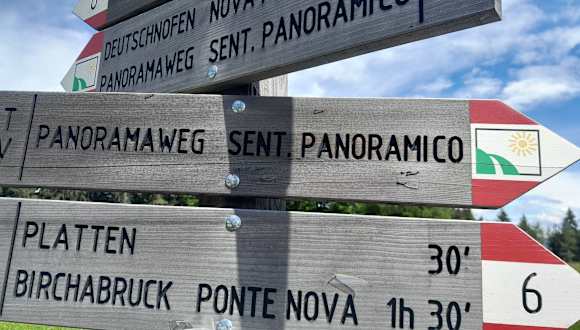 DEUTSCHNOFEN NOVA
PANORAMAWEG SENT. PANORAMICO
PANORAMAWEG SENT. PANORAMICO
PLATTEN 30'
BIRCHABRUCK PONTE NOVA 1h 30'
6